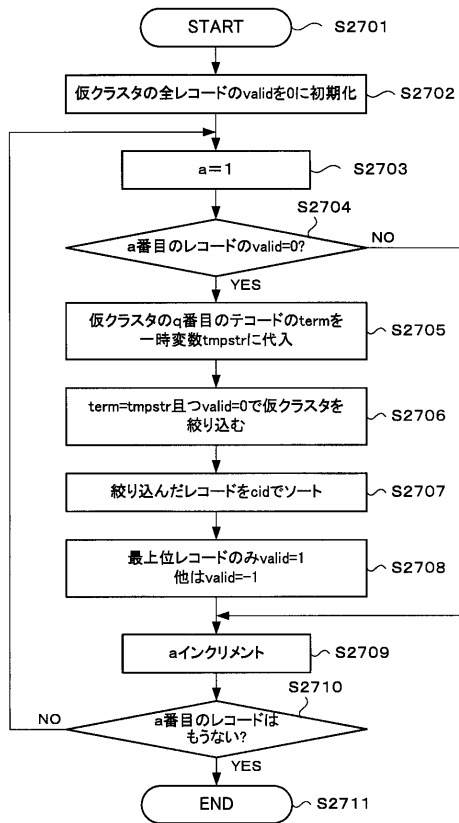 START
S2701
仮クラスタの全レコードのvalidを0に初期化
S2702
a=1
S2703
S2704
a番目のレコードのvalid=0?
NO
YES
仮クラスタのq番目のテコードのtermを
一時変数tmpstrに代入
S2705
term=tmpstr且つvalid=0で仮クラスタを
絞り込む
S2706
絞り込んだレコードをcidでソート
S2707
最上位レコードのみvalid=1
他はvalid=-1
S2708
aインクリメント
S2709
S2710
NO
a番目のレコードは
もうない?
YES
END
S2711